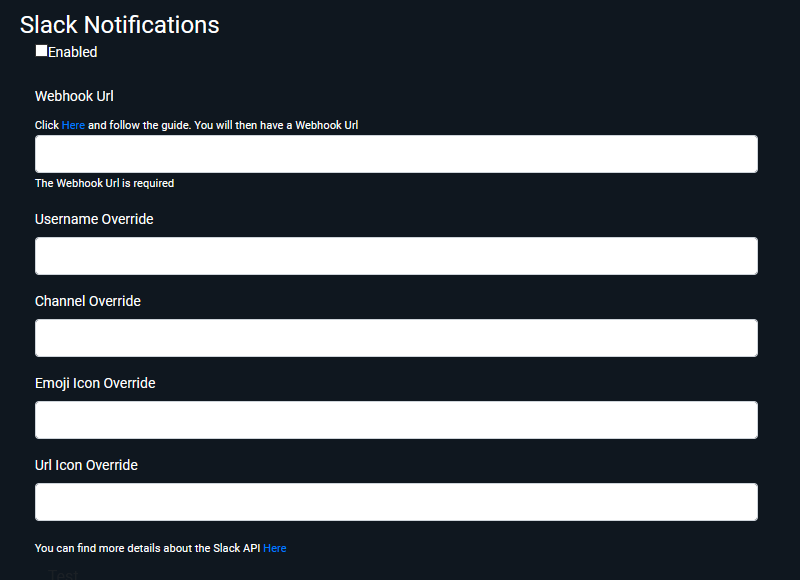 Slack Notifications
Enabled
Webhook Url
Click Here and follow the guide. You will then have a Webhook Url
The Webhook Url is required
Username Override
Channel Override
Emoji Icon Override
Url Icon Override
You can find more details about the Slack API Here
Test